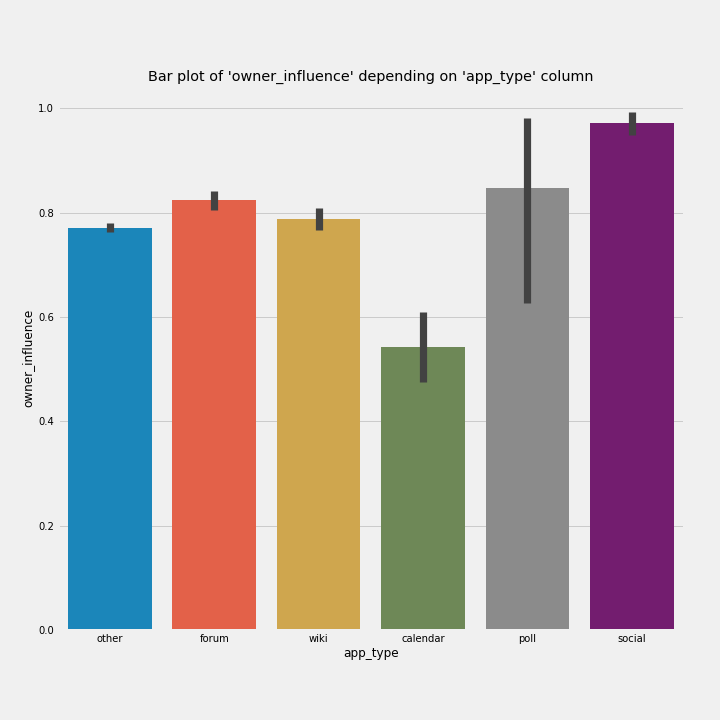 Bar plot of 'owner_influence' depending on 'app_type' column
1.0
0.8
0.6
0.4
0.2
0.0
owner_influence
other forum wiki calendar poll social
app_type